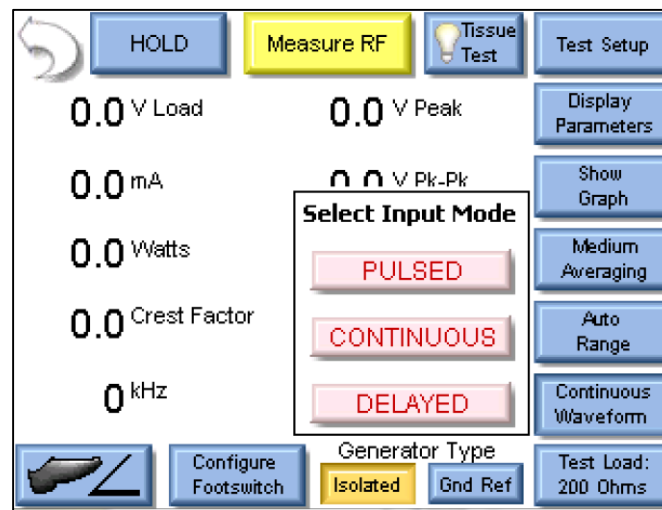 HOLD
Measure RF
Tissue
Test
Test Setup
0.0 V Load
0.0 V Peak
Display
Parameters
0.0 mA
0.0 V Pk-Pk
Show
Graph
Select Input Mode
0.0 Watts
PULSED
Medium
Averaging
0.0 Crest Factor
CONTINUOUS
Auto
Range
0 kHz
DELAYED
Continuous
Waveform
Configure
Footswitch
Generator Type
Isolated
Gnd Ref
Test Load:
200 Ohms